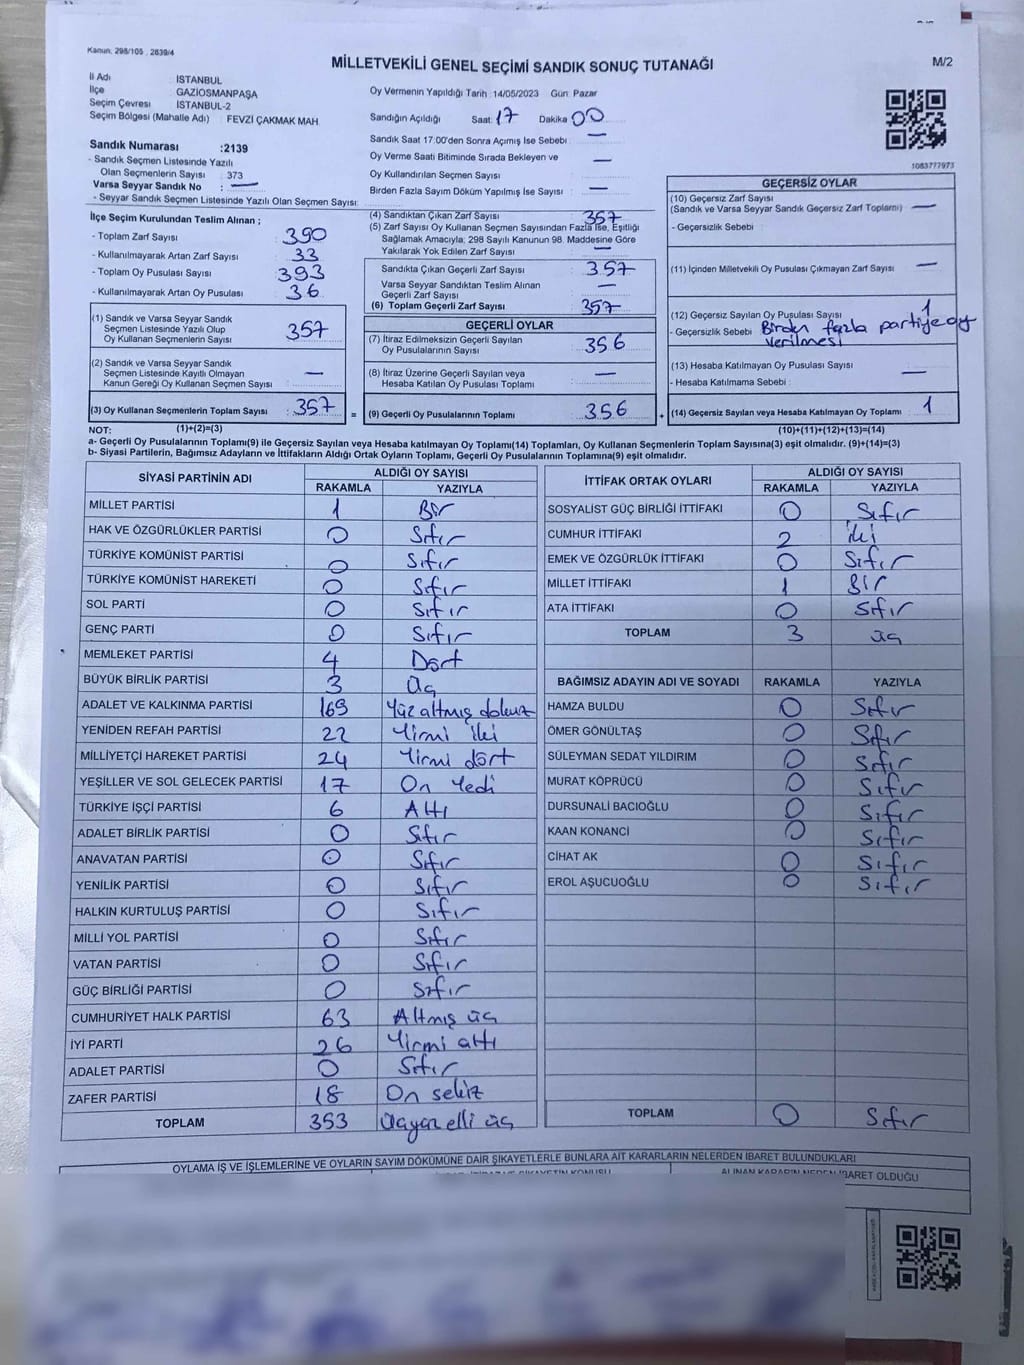 Kanun: 298/105 , 2839/4
MİLLETVEKİLİ GENEL SEÇİMİ SANDIK SONUÇ TUTANAĞI
M/2
İl Adı İSTANBUL
İlçe GAZİOSMANPAŞA
Seçim Çevresi İSTANBUL-2
Seçim Bölgesi (Mahalle Adı) FEVZİ ÇAKMAK MAH.
Sandık Numarası :2139
- Sandık Seçmen Listesinde Yazılı
Olan Seçmenlerin Sayısı : 373
Varsa Seyyar Sandık No : —
- Seyyar Sandık Seçmen Listesinde Yazılı Olan Seçmen Sayısı:
Oy Vermenin Yapıldığı Tarih :14/05/2023 Gün: Pazar
Sandığın Açıldığı Saat: 17 Dakika 00
Sandık Saat 17:00'den Sonra Açımış İse Sebebi : —
Oy Verme Saati Bitiminde Sırada Bekleyen ve —
Oy Kullandırılan Seçmen Sayısı
Birden Fazla Sayım Döküm Yapılmış İse Sayısı : —
1083777973
İlçe Seçim Kurulundan Teslim Alınan ;
- Toplam Zarf Sayısı : 390
- Kullanılmayarak Artan Zarf Sayısı : 33
- Toplam Oy Pusulası Sayısı : 393
- Kullanılmayarak Artan Oy Pusulası : 36
(4) Sandıktan Çıkan Zarf Sayısı : 357
(5) Zarf Sayısı Oy Kullanan Seçmen Sayısından Fazla İse, Eşitliği
Sağlamak Amacıyla; 298 Sayılı Kanunun 98. Maddesine Göre
Yakılarak Yok Edilen Zarf Sayısı : —
Sandıkta Çıkan Geçerli Zarf Sayısı : 357
Varsa Seyyar Sandıktan Teslim Alınan
Geçerli Zarf Sayısı : —
(6) Toplam Geçerli Zarf Sayısı : 357
GEÇERSİZ OYLAR
(10) Geçersiz Zarf Sayısı
(Sandık ve Varsa Seyyar Sandık Geçersiz Zarf Toplamı) : —
- Geçersizlik Sebebi :
(11) İçinden Milletvekili Oy Pusulası Çıkmayan Zarf Sayısı : —
(12) Geçersiz Sayılan Oy Pusulası Sayısı : 1
- Geçersizlik Sebebi : Birden fazla partiye oy
verilmesi
(13) Hesaba Katılmayan Oy Pusulası Sayısı : —
- Hesaba Katılmama Sebebi :
(14) Geçersiz Sayılan veya Hesaba Katılmayan Oy Toplamı : 1
(1) Sandık ve Varsa Seyyar Sandık
Seçmen Listesinde Yazılı Olup
Oy Kullanan Seçmenlerin Sayısı : 357
(2) Sandık ve Varsa Seyyar Sandık
Seçmen Listesinde Kayıtlı Olmayan
Kanun Gereği Oy Kullanan Seçmen Sayısı : —
(3) Oy Kullanan Seçmenlerin Toplam Sayısı : 357 =
GEÇERLİ OYLAR
(7) İtiraz Edilmeksizin Geçerli Sayılan
Oy Pusulalarının Sayısı : 356
(8) İtiraz Üzerine Geçerli Sayılan veya
Hesaba Katılan Oy Pusulası Toplamı : —
(9) Geçerli Oy Pusulalarının Toplamı : 356 +
NOT: (1)+(2)=(3) (10)+(11)+(12)+(13)=(14)
a- Geçerli Oy Pusulalarının Toplamı(9) ile Geçersiz Sayılan veya Hesaba katılmayan Oy Toplamı(14) Toplamları, Oy Kullanan Seçmenlerin Toplam Sayısına(3) eşit olmalıdır. (9)+(14)=(3)
b- Siyasi Partilerin, Bağımsız Adayların ve İttifakların Aldığı Ortak Oyların Toplamı, Geçerli Oy Pusulalarının Toplamına(9) eşit olmalıdır.
SİYASİ PARTİNİN ADI ALDIĞI OY SAYISI
RAKAMLA YAZIYLA
MİLLET PARTİSİ 1 Bir
HAK VE ÖZGÜRLÜKLER PARTİSİ 0 Sıfır
TÜRKİYE KOMÜNİST PARTİSİ 0 Sıfır
TÜRKİYE KOMÜNİST HAREKETİ 0 Sıfır
SOL PARTİ 0 Sıfır
GENÇ PARTİ 0 Sıfır
MEMLEKET PARTİSİ 4 Dört
BÜYÜK BİRLİK PARTİSİ 3 Üç
ADALET VE KALKINMA PARTİSİ 169 Yüz altmış dokuz
YENİDEN REFAH PARTİSİ 22 Yirmi iki
MİLLİYETÇİ HAREKET PARTİSİ 24 Yirmi dört
YEŞİLLER VE SOL GELECEK PARTİSİ 17 On Yedi
TÜRKİYE İŞÇİ PARTİSİ 6 Altı
ADALET BİRLİK PARTİSİ 0 Sıfır
ANAVATAN PARTİSİ 0 Sıfır
YENİLİK PARTİSİ 0 Sıfır
HALKIN KURTULUŞ PARTİSİ 0 Sıfır
MİLLİ YOL PARTİSİ 0 Sıfır
VATAN PARTİSİ 0 Sıfır
GÜÇ BİRLİĞİ PARTİSİ 0 Sıfır
CUMHURİYET HALK PARTİSİ 63 Altmış üç
İYİ PARTİ 26 Yirmi altı
ADALET PARTİSİ 0 Sıfır
ZAFER PARTİSİ 18 On sekiz
TOPLAM 353 Üçyüz elli üç
İTTİFAK ORTAK OYLARI ALDIĞI OY SAYISI
RAKAMLA YAZIYLA
SOSYALİST GÜÇ BİRLİĞİ İTTİFAKI 0 Sıfır
CUMHUR İTTİFAKI 2 İki
EMEK VE ÖZGÜRLÜK İTTİFAKI 0 Sıfır
MİLLET İTTİFAKI 1 Bir
ATA İTTİFAKI 0 Sıfır
TOPLAM 3 üç
BAĞIMSIZ ADAYIN ADI VE SOYADI RAKAMLA YAZIYLA
HAMZA BULDU 0 Sıfır
ÖMER GÖNÜLTAŞ 0 Sıfır
SÜLEYMAN SEDAT YILDIRIM 0 Sıfır
MURAT KÖPRÜCÜ 0 Sıfır
DURSUNALİ BACIOĞLU 0 Sıfır
KAAN KONANCİ 0 Sıfır
CİHAT AK 0 Sıfır
EROL AŞUCUOĞLU 0 Sıfır
TOPLAM 0 Sıfır
OYLAMA İŞ VE İŞLEMLERİNE VE OYLARIN SAYIM DÖKÜMÜNE DAİR ŞİKAYETLERLE BUNLARA AİT KARARLARIN NELERDEN İBARET BULUNDUKLARI
ALINAN KARARIN NEDEN İBARET OLDUĞU